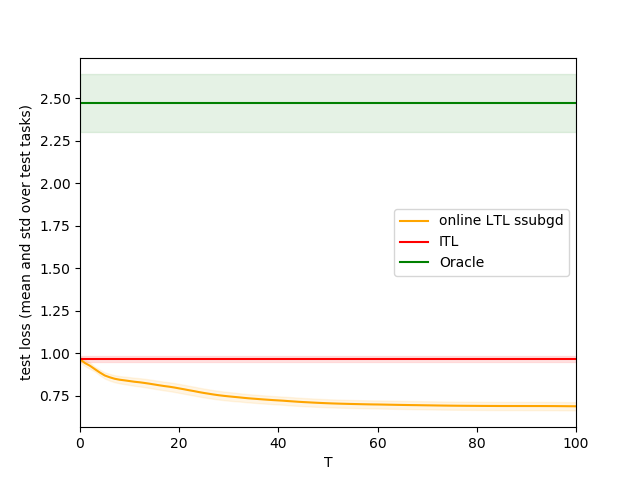 2.50
2.25
2.00
1.75
1.50
1.25
1.00
0.75
test loss (mean and std over test tasks)
online LTL ssubgd
ITL
Oracle
0 20 40 60 80 100
T